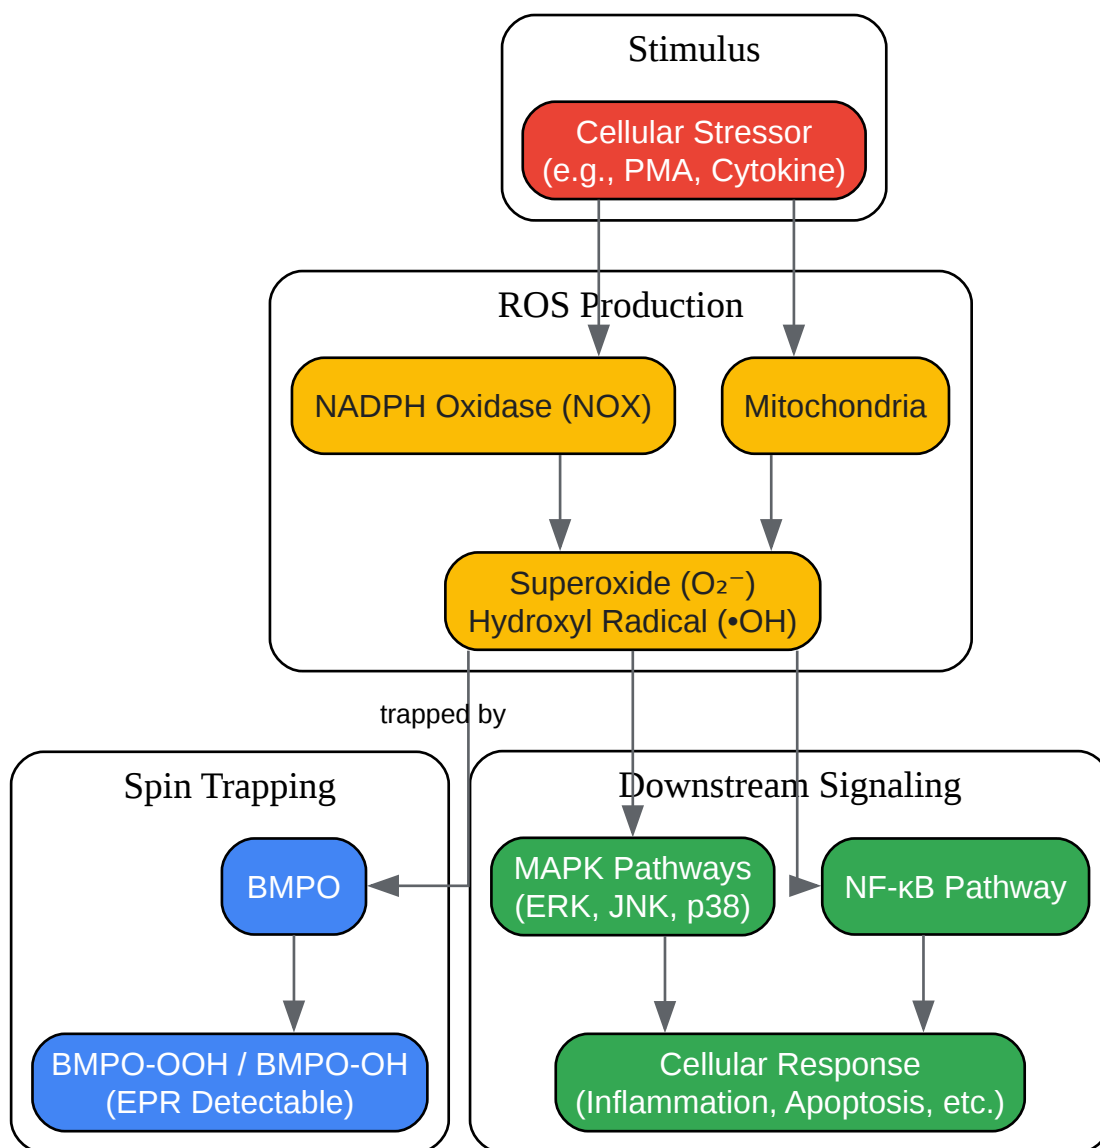 Stimulus
Cellular Stressor
(e.g., PMA, Cytokine)
ROS Production
NADPH Oxidase (NOX)
Mitochondria
Superoxide (O₂⁻)
Hydroxyl Radical (•OH)
trapped by
Spin Trapping
BMPO
BMPO-OOH / BMPO-OH
(EPR Detectable)
Downstream Signaling
MAPK Pathways
(ERK, JNK, p38)
NF-κB Pathway
Cellular Response
(Inflammation, Apoptosis, etc.)